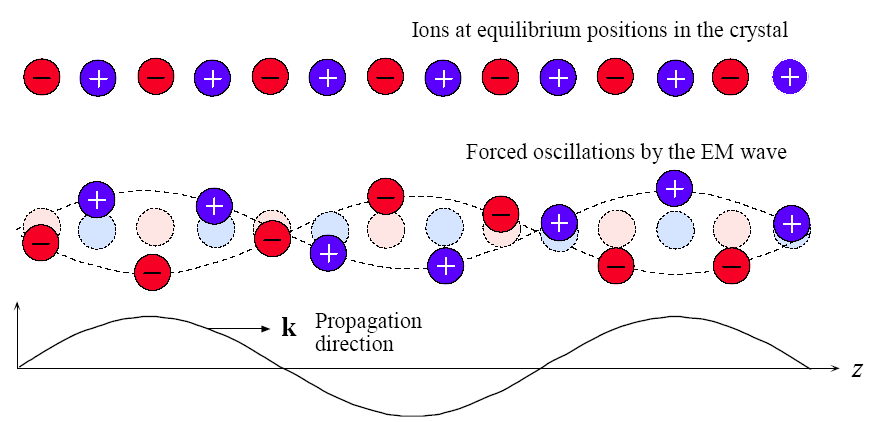 Ions at equilibrium positions in the crystal
− + − + − + − + − + − + − +
Forced oscillations by the EM wave
− + − + − + − + − + − + − +
k Propagation
direction
z